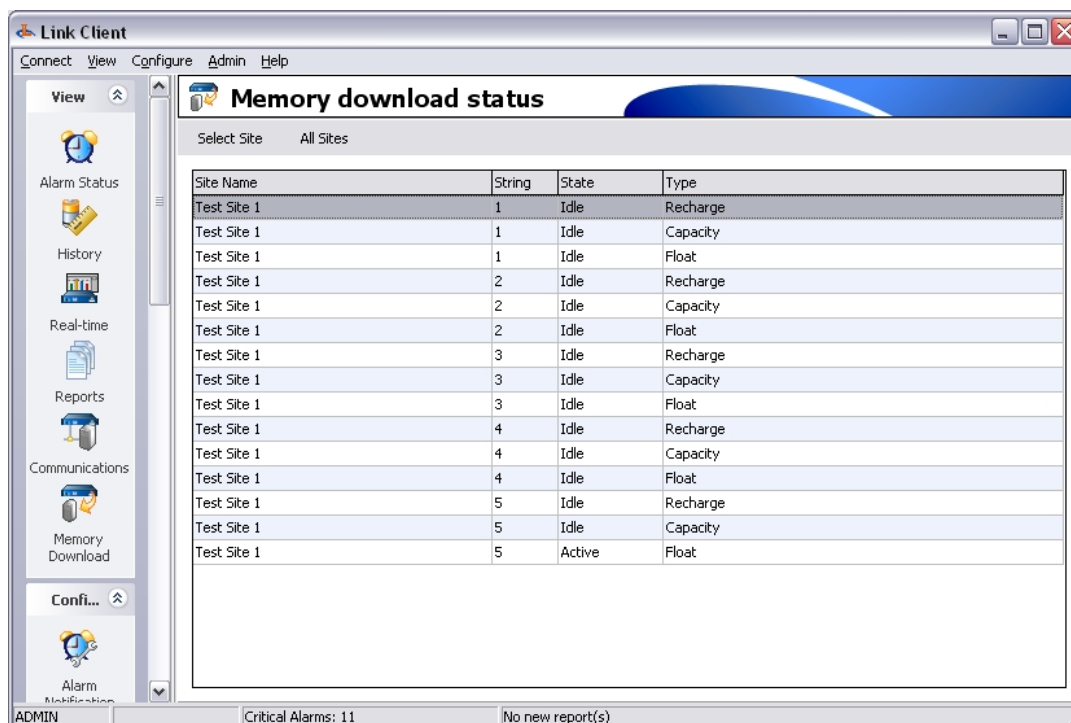 Link Client
Connect View Configure Admin Help
View
Alarm Status
History
Real-time
Reports
Communications
Memory
Download
Confi...
Alarm
Notification
Memory download status
Select Site All Sites
Site Name String State Type
Test Site 1 1 Idle Recharge
Test Site 1 1 Idle Capacity
Test Site 1 1 Idle Float
Test Site 1 2 Idle Recharge
Test Site 1 2 Idle Capacity
Test Site 1 2 Idle Float
Test Site 1 3 Idle Recharge
Test Site 1 3 Idle Capacity
Test Site 1 3 Idle Float
Test Site 1 4 Idle Recharge
Test Site 1 4 Idle Capacity
Test Site 1 4 Idle Float
Test Site 1 5 Idle Recharge
Test Site 1 5 Idle Capacity
Test Site 1 5 Active Float
ADMIN Critical Alarms: 11 No new report(s)